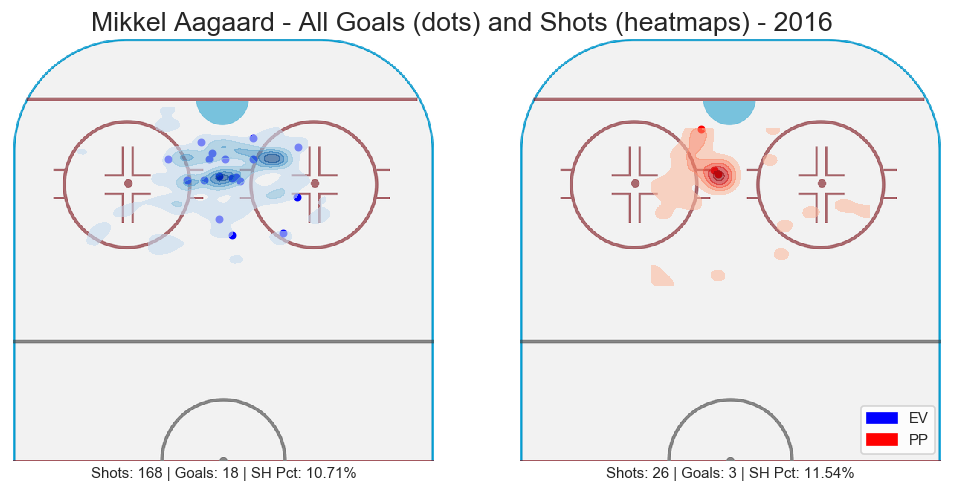 Mikkel Aagaard - All Goals (dots) and Shots (heatmaps) - 2016
EV
PP
Shots: 168 | Goals: 18 | SH Pct: 10.71%
Shots: 26 | Goals: 3 | SH Pct: 11.54%